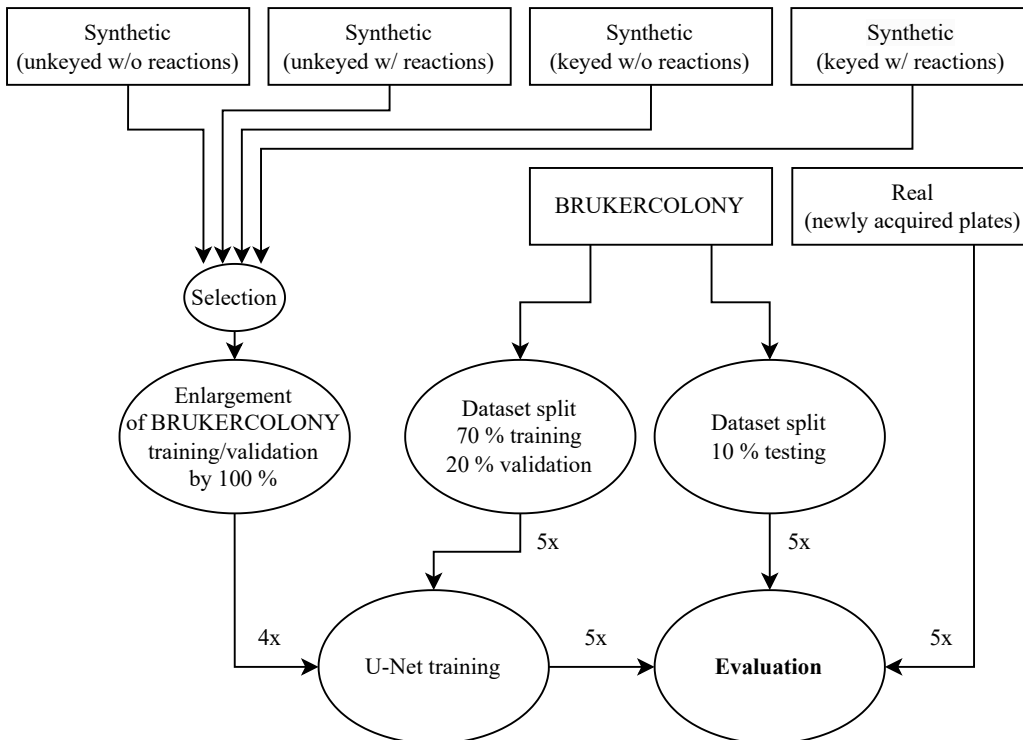 Synthetic
(unkeyed w/o reactions)
Synthetic
(unkeyed w/ reactions)
Synthetic
(keyed w/o reactions)
Synthetic
(keyed w/ reactions)
BRUKERCOLONY
Real
(newly acquired plates)
Selection
Enlargement
of BRUKERCOLONY
training/validation
by 100 %
Dataset split
70 % training
20 % validation
Dataset split
10 % testing
5x
5x
4x
U-Net training
5x
Evaluation
5x